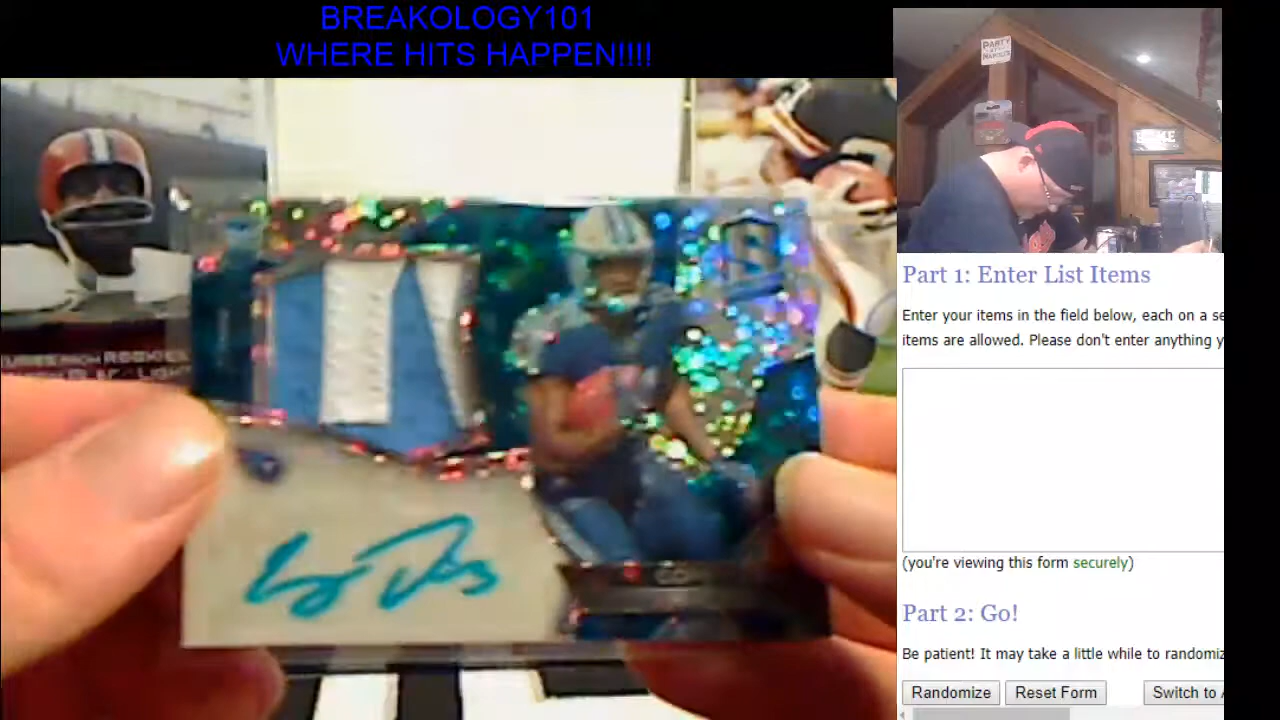 BREAKOLOGY101
WHERE HITS HAPPEN!!!!
PARTY
Part 1: Enter List Items
Enter your items in the field below, each on a se
items are allowed. Please don't enter anything y
(you're viewing this form securely)
Part 2: Go!
Be patient! It may take a little while to randomiz
Randomize
Reset Form
Switch to